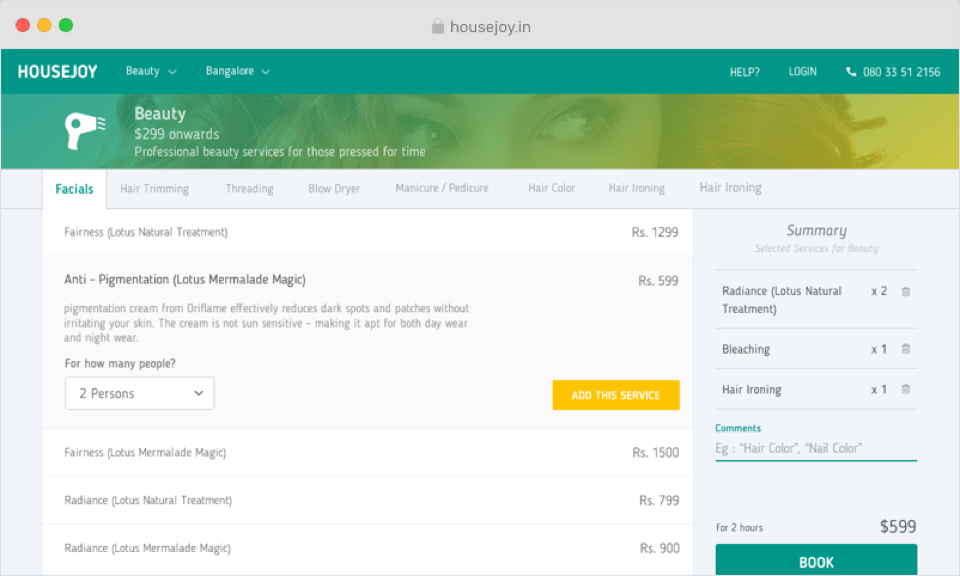 housejoy.in
HOUSEJOY
Beauty
Bangalore
HELP?
LOGIN
080 33 51 2156
Beauty
$299 onwards
Professional beauty services for those pressed for time
Facials
Hair Trimming
Threading
Blow Dryer
Manicure / Pedicure
Hair Color
Hair Ironing
Hair Ironing
Fairness (Lotus Natural Treatment)
Rs. 1299
Anti - Pigmentation (Lotus Mermalade Magic)
Rs. 599
pigmentation cream from Oriflame effectively reduces dark spots and patches without
irritating your skin. The cream is not sun sensitive – making it apt for both day wear
and night wear.
For how many people?
2 Persons
ADD THIS SERVICE
Fairness (Lotus Mermalade Magic)
Rs. 1500
Radiance (Lotus Natural Treatment)
Rs. 799
Radiance (Lotus Mermalade Magic)
Rs. 900
Summary
Selected Services for Beauty
Radiance (Lotus Natural
Treatment)
x 2
Bleaching
x 1
Hair Ironing
x 1
Comments
Eg : “Hair Color”, “Nail Color”
for 2 hours
$599
BOOK